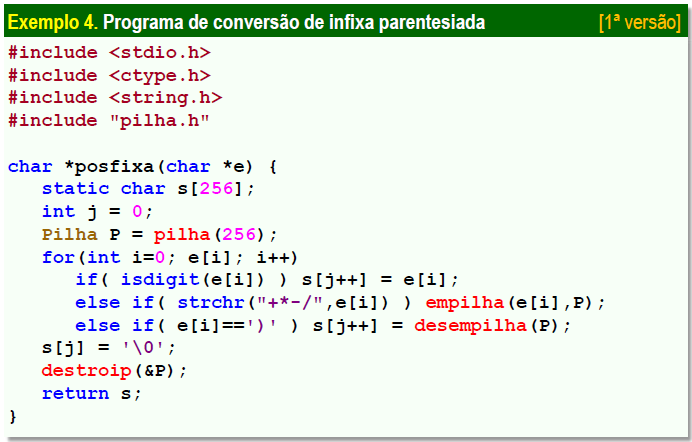 Exemplo 4. Programa de conversão de infixa parentesiada [1ª versão]
#include <stdio.h>
#include <ctype.h>
#include <string.h>
#include "pilha.h"

char *posfixa(char *e) {
   static char s[256];
   int j = 0;
   Pilha P = pilha(256);
   for(int i=0; e[i]; i++)
      if( isdigit(e[i]) ) s[j++] = e[i];
      else if( strchr("+*-/",e[i]) ) empilha(e[i],P);
      else if( e[i]==')' ) s[j++] = desempilha(P);
   s[j] = '\0';
   destroip(&P);
   return s;
}